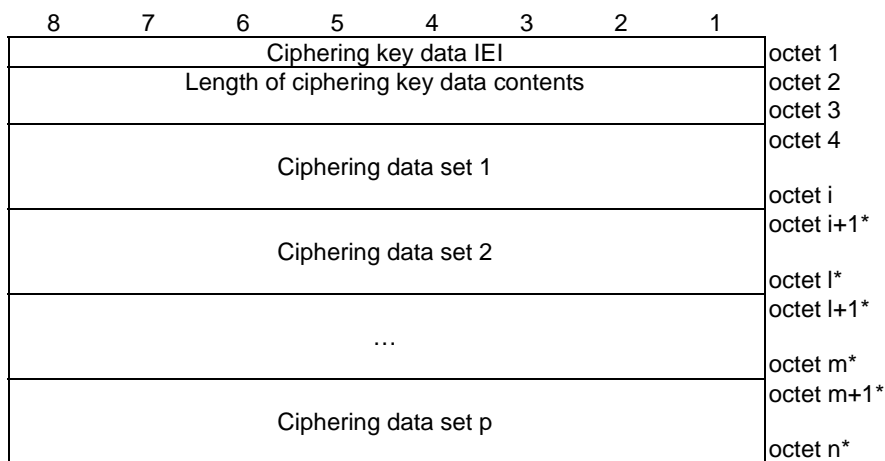 8 7 6 5 4 3 2 1
Ciphering key data IEI octet 1
Length of ciphering key data contents octet 2
octet 3
octet 4
Ciphering data set 1
octet i
octet i+1*
Ciphering data set 2
octet l*
octet l+1*
…
octet m*
octet m+1*
Ciphering data set p
octet n*